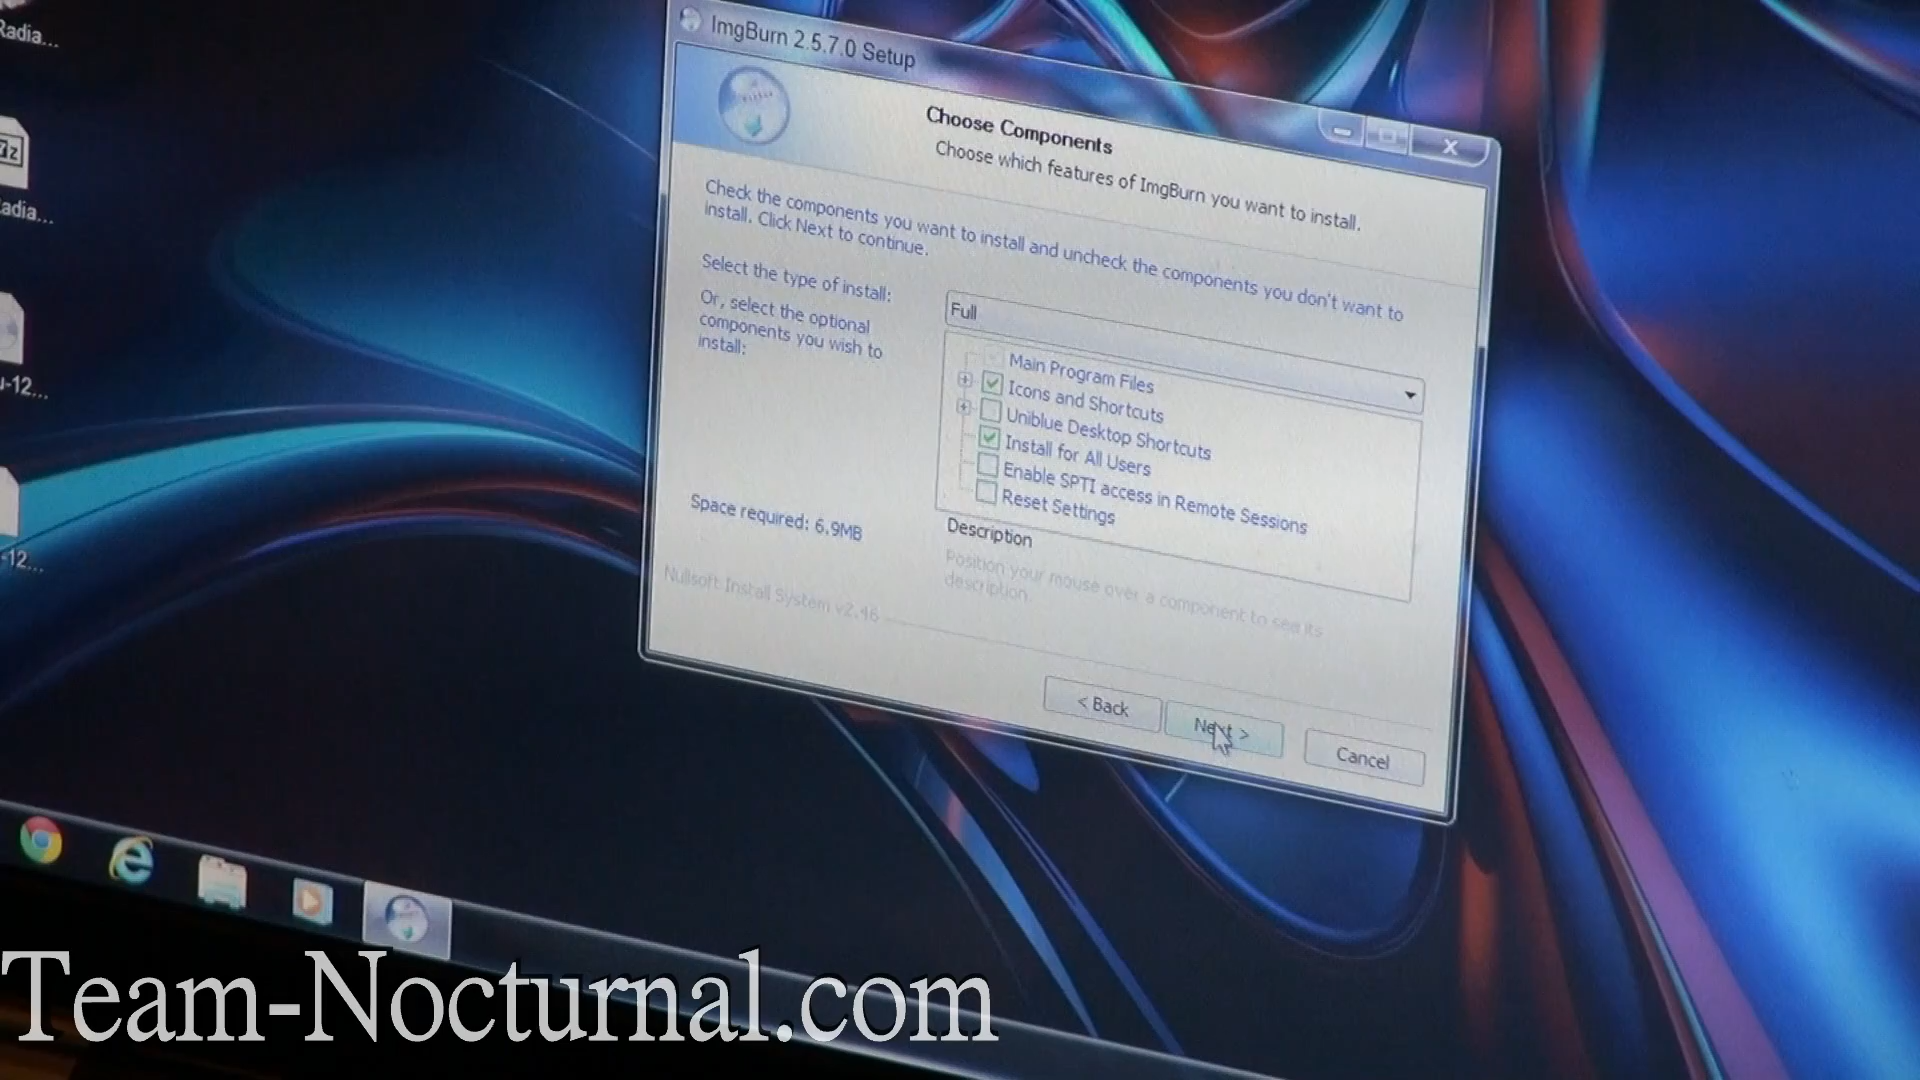 Radia...
ImgBurn 2.5.7.0 Setup
Choose Components
Choose which features of ImgBurn you want to install.
Check the components you want to install and uncheck the components you don't want to
install. Click Next to continue.
Select the type of install:
Full
Or, select the optional
components you wish to
install:
Main Program Files
Icons and Shortcuts
Uniblue Desktop Shortcuts
Install for All Users
Enable SPTI access in Remote Sessions
Reset Settings
Space required: 6.9MB
Description
Position your mouse over a component to see its
description.
Nullsoft Install System v2.46
< Back
Next >
Cancel
7z
adia...
-12...
-12...
Team-Nocturnal.com